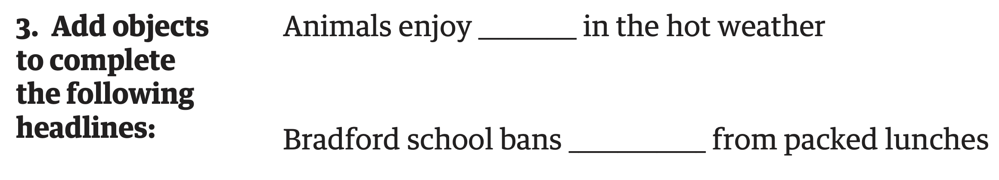 3. Add objects
to complete
the following
headlines:
Animals enjoy ________ in the hot weather
Bradford school bans ___________ from packed lunches